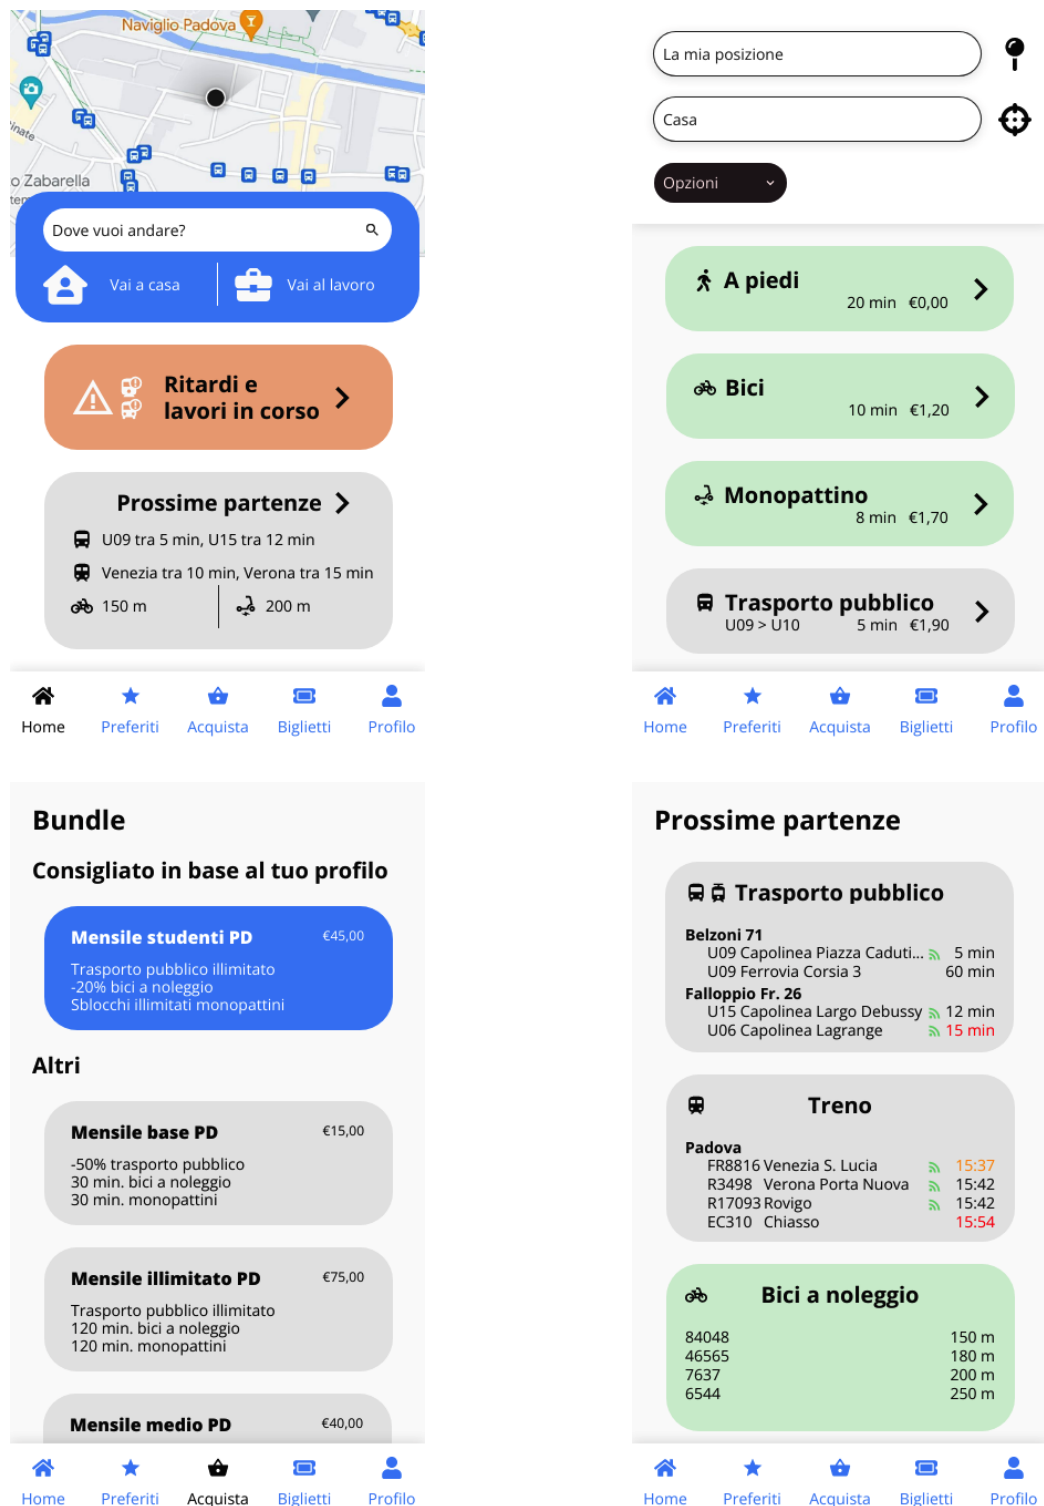 Naviglio Padova
inate
o Zabarella
ter
Dove vuoi andare?
Vai a casa
Vai al lavoro
Ritardi e
lavori in corso
Prossime partenze
U09 tra 5 min, U15 tra 12 min
Venezia tra 10 min, Verona tra 15 min
150 m
200 m
Home Preferiti Acquista Biglietti Profilo
La mia posizione
Casa
Opzioni
A piedi
20 min €0,00
Bici
10 min €1,20
Monopattino
8 min €1,70
Trasporto pubblico
U09 > U10 5 min €1,90
Home Preferiti Acquista Biglietti Profilo
Bundle
Consigliato in base al tuo profilo
Mensile studenti PD €45,00
Trasporto pubblico illimitato
-20% bici a noleggio
Sblocchi illimitati monopattini
Altri
Mensile base PD €15,00
-50% trasporto pubblico
30 min. bici a noleggio
30 min. monopattini
Mensile illimitato PD €75,00
Trasporto pubblico illimitato
120 min. bici a noleggio
120 min. monopattini
Mensile medio PD €40,00
Home Preferiti Acquista Biglietti Profilo
Prossime partenze
Trasporto pubblico
Belzoni 71
U09 Capolinea Piazza Caduti... 5 min
U09 Ferrovia Corsia 3 60 min
Falloppio Fr. 26
U15 Capolinea Largo Debussy 12 min
U06 Capolinea Lagrange 15 min
Treno
Padova
FR8816 Venezia S. Lucia 15:37
R3498 Verona Porta Nuova 15:42
R17093 Rovigo 15:42
EC310 Chiasso 15:54
Bici a noleggio
84048 150 m
46565 180 m
7637 200 m
6544 250 m
Home Preferiti Acquista Biglietti Profilo